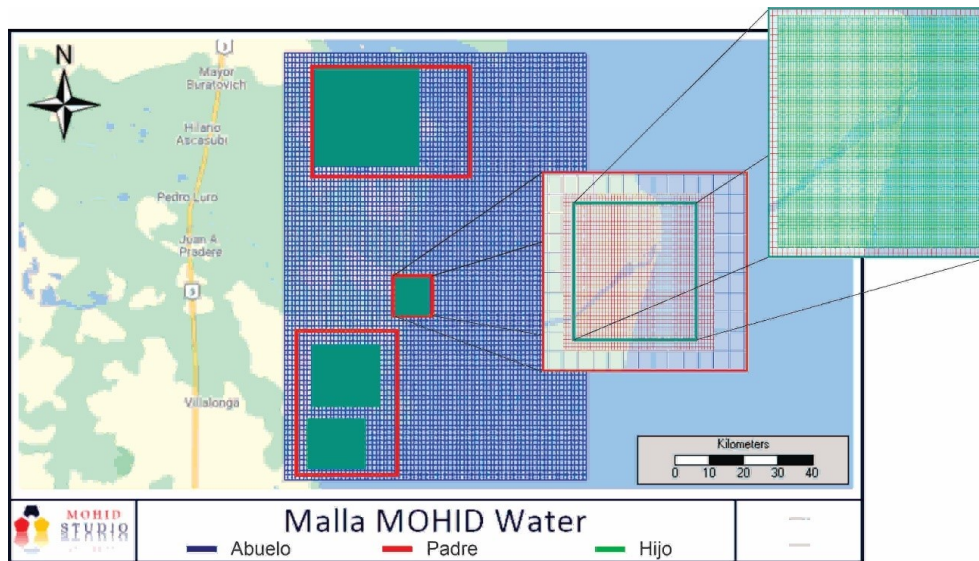 3
N
Mayor
Buratovich
Hilario
Ascasubi
Pedro Luro
Juan A
Pradere
3
Villalonga
Kilometers
0 10 20 30 40
MOHID
STUDIO
Malla MOHID Water
Abuelo Padre Hijo